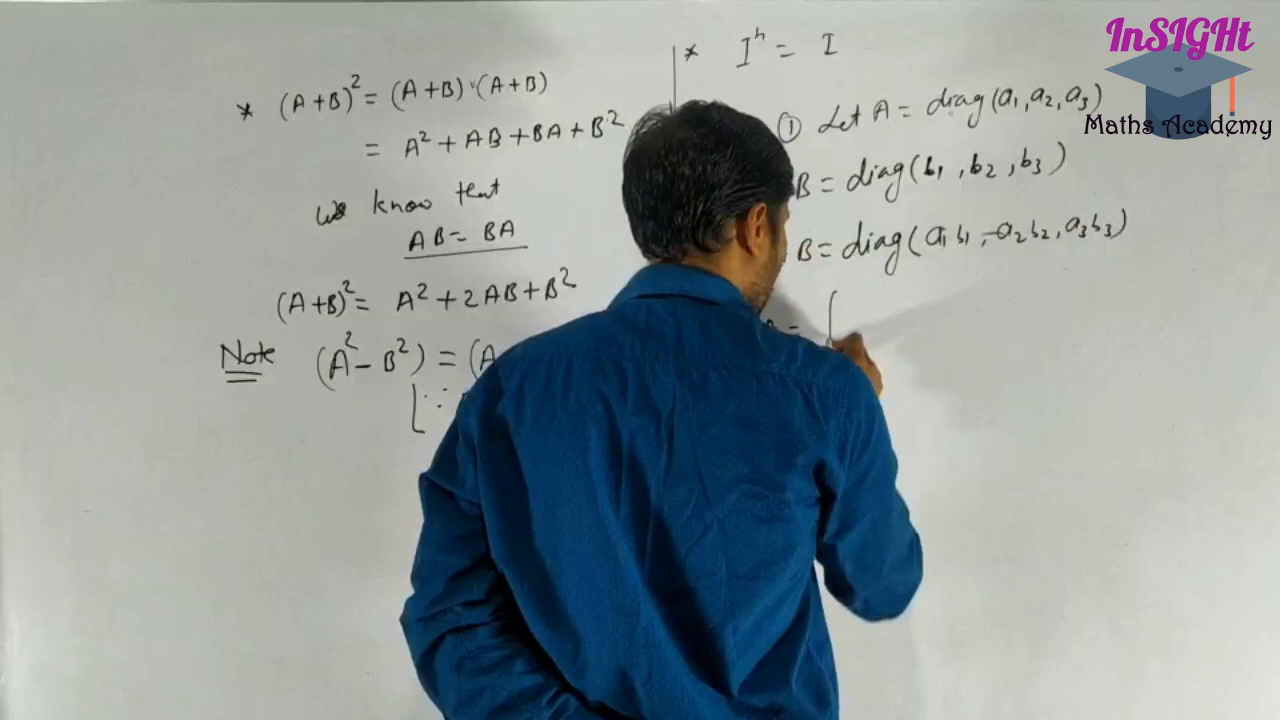 * (A+B)² = (A+B)·(A+B)
= A² + AB + BA + B²
We know that
AB = BA
(A+B)² = A² + 2AB + B²
Note (A² - B²) = (A
[∵
* Iⁿ = I
① Let A = diag(a₁, a₂, a₃)
B = diag(b₁, b₂, b₃)
B = diag(a₁b₁, a₂b₂, a₃b₃)
= [
InSIGHt
Maths Academy